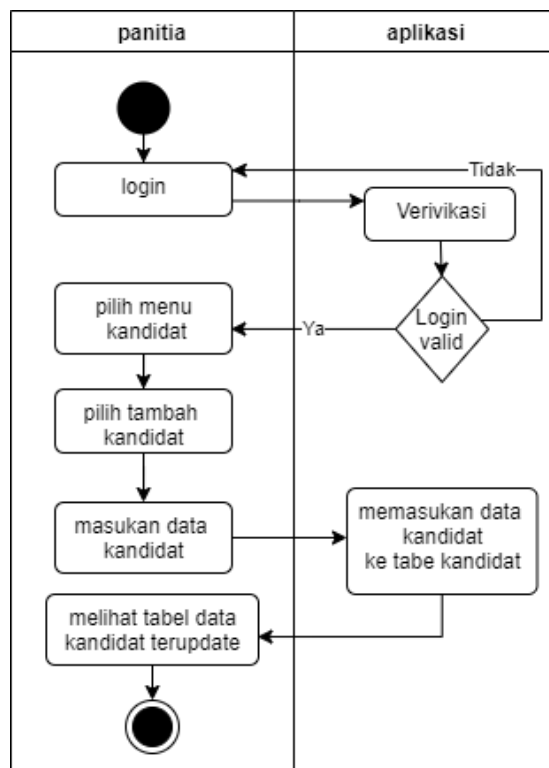 panitia
aplikasi
login
Tidak
Verivikasi
Login
valid
Ya
pilih menu
kandidat
pilih tambah
kandidat
masukan data
kandidat
memasukan data
kandidat
ke tabe kandidat
melihat tabel data
kandidat terupdate